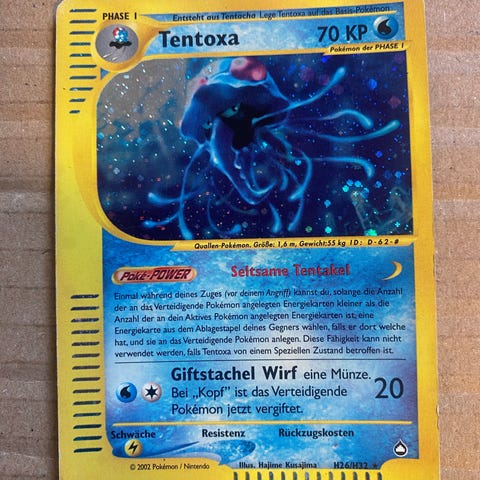 PHASE 1
Entsteht aus Tentacha Lege Tentoxa auf das Basis-Pokémon
Tentoxa 70 KP
Pokémon der PHASE 1
Quallen-Pokémon. Größe: 1,6 m, Gewicht: 55 kg ID: D-62-#
Poké-POWER Seltsame Tentakel
Einmal während deines Zuges (vor deinem Angriff) kannst du, solange die Anzahl
der an das Verteidigende Pokémon angelegten Energiekarten kleiner als die
Anzahl der an dein Aktives Pokémon angelegten Energiekarten ist, eine
Energiekarte aus dem Ablagestapel deines Gegners wählen, falls er dort welche
hat, und sie an das Verteidigende Pokémon anlegen. Diese Fähigkeit kann nicht
verwendet werden, falls Tentoxa von einem Speziellen Zustand betroffen ist.
Giftstachel Wirf eine Münze.
Bei „Kopf" ist das Verteidigende 20
Pokémon jetzt vergiftet.
Schwäche Resistenz Rückzugskosten
© 2002 Pokémon / Nintendo Illus. Hajime Kusajima H26/H32 ★